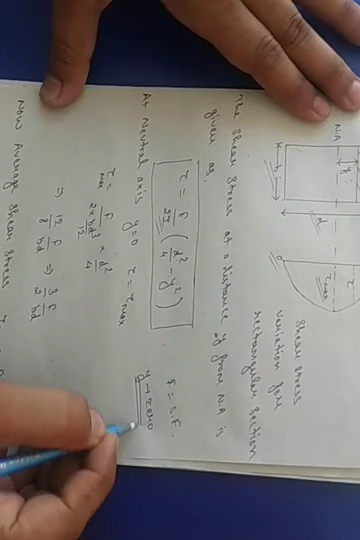 N.A
y
d
b
τ
τmax
Shear stress
variation for
rectangular section
The Shear Stress at a distance y from N.A is
given as,
τ = F/2I (d²/4 - y²)
F = S.F.
At Neutral axis y=0 τ = τmax
y → zero
τmax = F/(2×bd³/12) × d²/4
⇒ 12/8 F/bd ⇒ 3/2 F/bd
Now Average shear stress